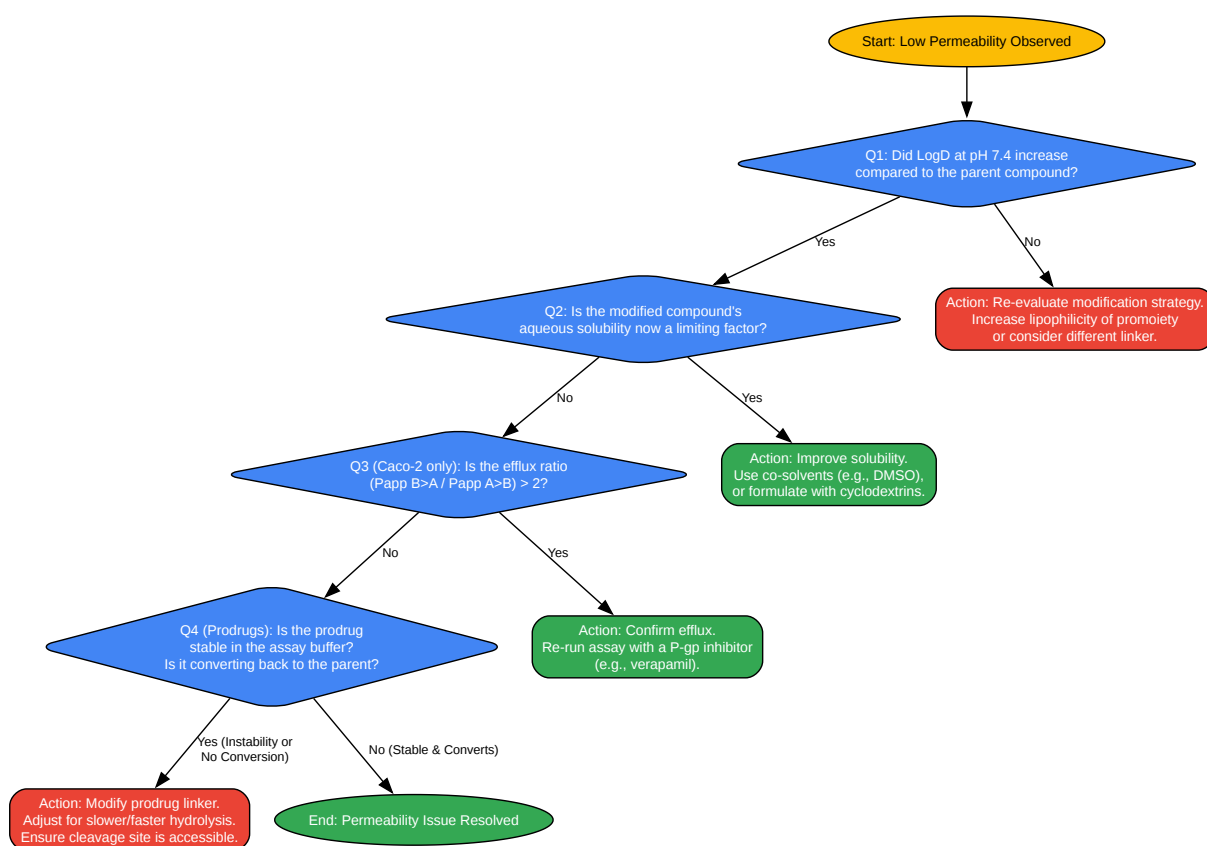 Start: Low Permeability Observed
Q1: Did LogD at pH 7.4 increase
compared to the parent compound?
Yes
No
Q2: Is the modified compound's
aqueous solubility now a limiting factor?
Action: Re-evaluate modification strategy.
Increase lipophilicity of promoiety
or consider different linker.
No
Yes
Q3 (Caco-2 only): Is the efflux ratio
(Papp B>A / Papp A>B) > 2?
Action: Improve solubility.
Use co-solvents (e.g., DMSO),
or formulate with cyclodextrins.
No
Yes
Q4 (Prodrugs): Is the prodrug
stable in the assay buffer?
Is it converting back to the parent?
Action: Confirm efflux.
Re-run assay with a P-gp inhibitor
(e.g., verapamil).
Yes (Instability or
No Conversion)
No (Stable & Converts)
Action: Modify prodrug linker.
Adjust for slower/faster hydrolysis.
Ensure cleavage site is accessible.
End: Permeability Issue Resolved